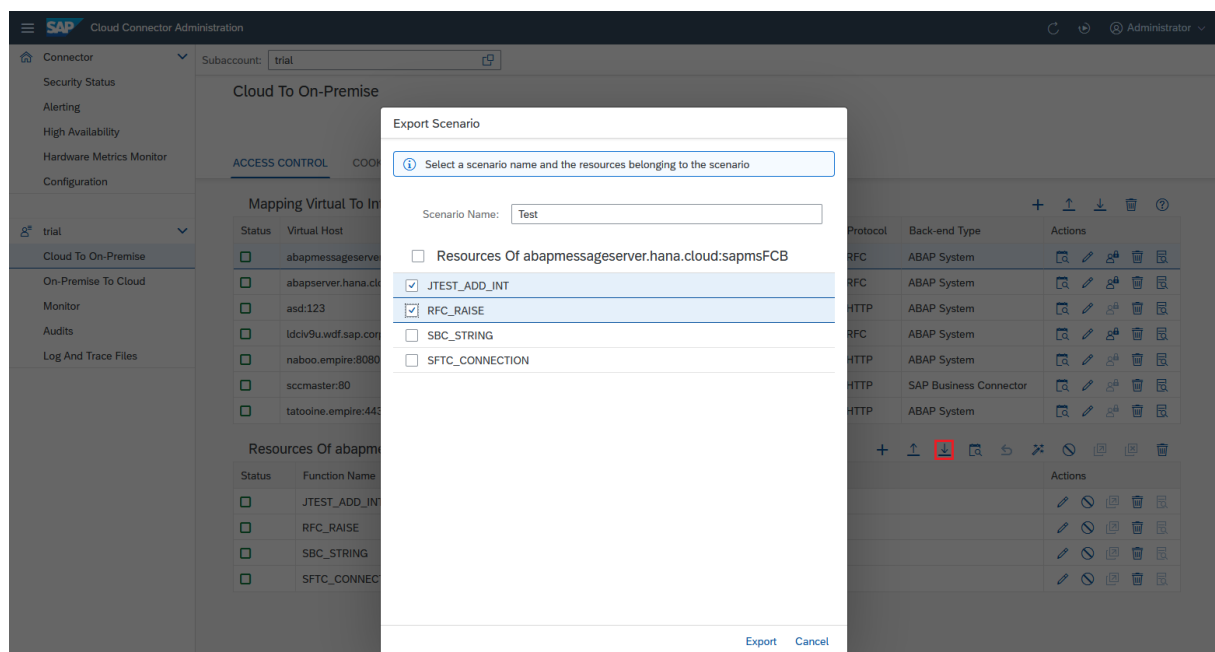 SAP Cloud Connector Administration Administrator
Connector
Security Status
Alerting
High Availability
Hardware Metrics Monitor
Configuration
trial
Cloud To On-Premise
On-Premise To Cloud
Monitor
Audits
Log And Trace Files
Subaccount: trial
Cloud To On-Premise
ACCESS CONTROL COOK
Mapping Virtual To In
Status Virtual Host Protocol Back-end Type Actions
abapmessageserve RFC ABAP System
abapserver.hana.clo RFC ABAP System
asd:123 HTTP ABAP System
ldciv9u.wdf.sap.corp RFC ABAP System
naboo.empire:8080 HTTP ABAP System
sccmaster:80 HTTP SAP Business Connector
tatooine.empire:443 HTTP ABAP System
Resources Of abapme
Status Function Name Actions
JTEST_ADD_INT
RFC_RAISE
SBC_STRING
SFTC_CONNECT
Export Scenario
Select a scenario name and the resources belonging to the scenario
Scenario Name: Test
Resources Of abapmessageserver.hana.cloud:sapmsFCB
JTEST_ADD_INT
RFC_RAISE
SBC_STRING
SFTC_CONNECTION
Export Cancel